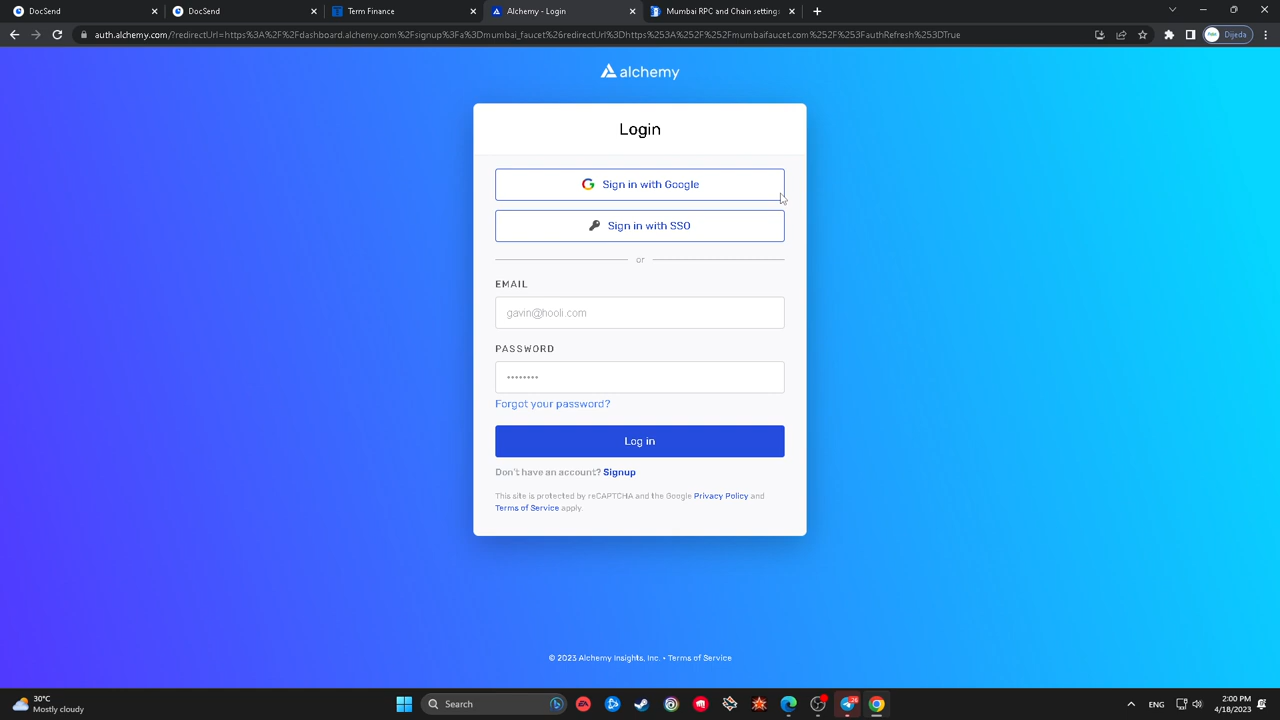 DocSend
DocSend
Term Finance
Alchemy - Login
Mumbai RPC and Chain settings
auth.alchemy.com/?redirectUrl=https%3A%2F%2Fdashboard.alchemy.com%2Fsignup%2F%3Fa%3Dmumbai_faucet%26redirectUrl%3Dhttps%253A%252F%252Fmumbaifaucet.com%252F%253FauthRefresh%253DTrue
Dijeda
alchemy
Login
Sign in with Google
Sign in with SSO
or
EMAIL
gavin@hooli.com
PASSWORD
••••••••
Forgot your password?
Log in
Don't have an account? Signup
This site is protected by reCAPTCHA and the Google Privacy Policy and
Terms of Service apply.
© 2023 Alchemy Insights, Inc. • Terms of Service
30°C
Mostly cloudy
Search
ENG
2:00 PM
4/18/2023